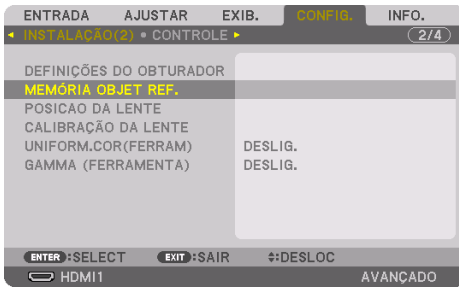 ENTRADA AJUSTAR EXIB. CONFIG. INFO.
INSTALAÇÃO(2) • CONTROLE 2/4
DEFINIÇÕES DO OBTURADOR
MEMÓRIA OBJET REF.
POSICAO DA LENTE
CALIBRAÇÃO DA LENTE
UNIFORM.COR(FERRAM) DESLIG.
GAMMA (FERRAMENTA) DESLIG.
ENTER :SELECT EXIT :SAIR :DESLOC
HDMI1 AVANÇADO